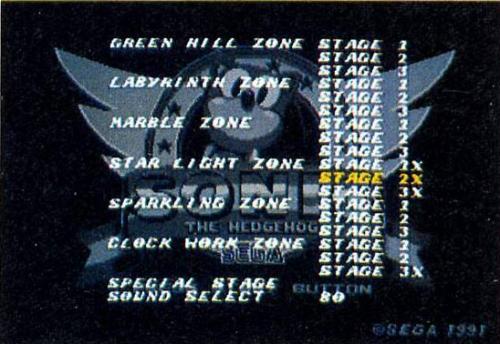 GREEN HILL ZONE STAGE 1
STAGE 2
STAGE 3
LABYRINTH ZONE STAGE 1
STAGE 2
STAGE 3
MARBLE ZONE STAGE 1
STAGE 2
STAGE 3
STAR LIGHT ZONE STAGE 1X
STAGE 2X
STAGE 3X
SPARKLING ZONE STAGE 1
STAGE 2
STAGE 3
CLOCK WORK ZONE STAGE 1
STAGE 2
STAGE 3X
SPECIAL STAGE
SOUND SELECT 80
SONIC
THE HEDGEHOG
SEGA
BUTTON
©SEGA 1991